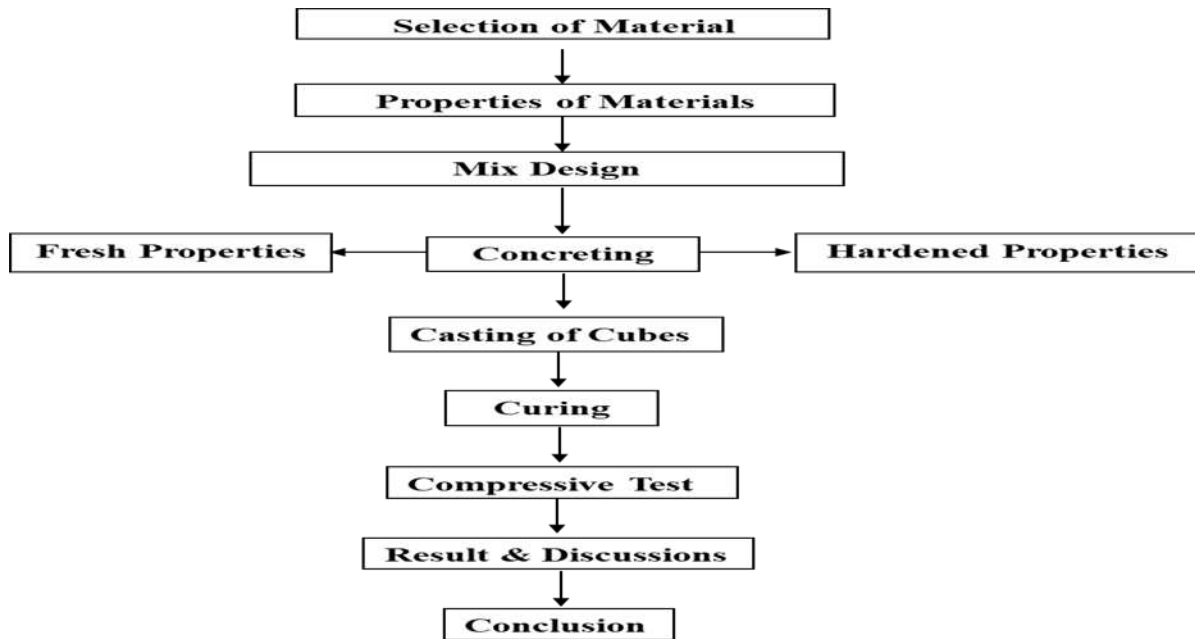 Selection of Material
Properties of Materials
Mix Design
Fresh Properties
Concreting
Hardened Properties
Casting of Cubes
Curing
Compressive Test
Result & Discussions
Conclusion